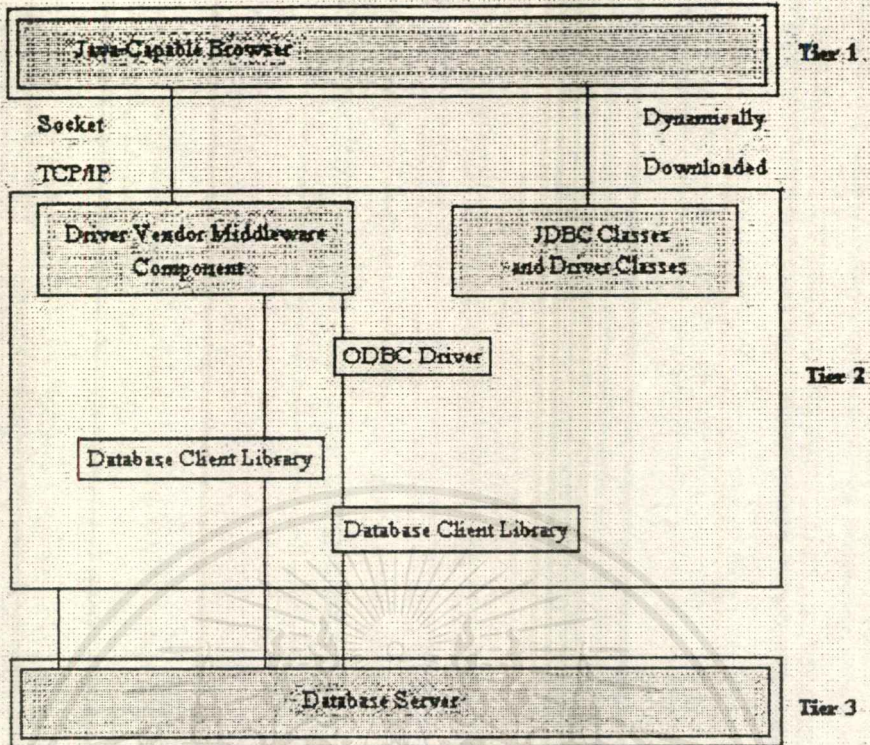 Java-Capable Browser
Tier 1
Socket
TCP/IP
Dynamically
Downloaded
Driver Vendor Middleware
Component
JDBC Classes
and Driver Classes
ODBC Driver
Tier 2
Database Client Library
Database Client Library
Database Server
Tier 3